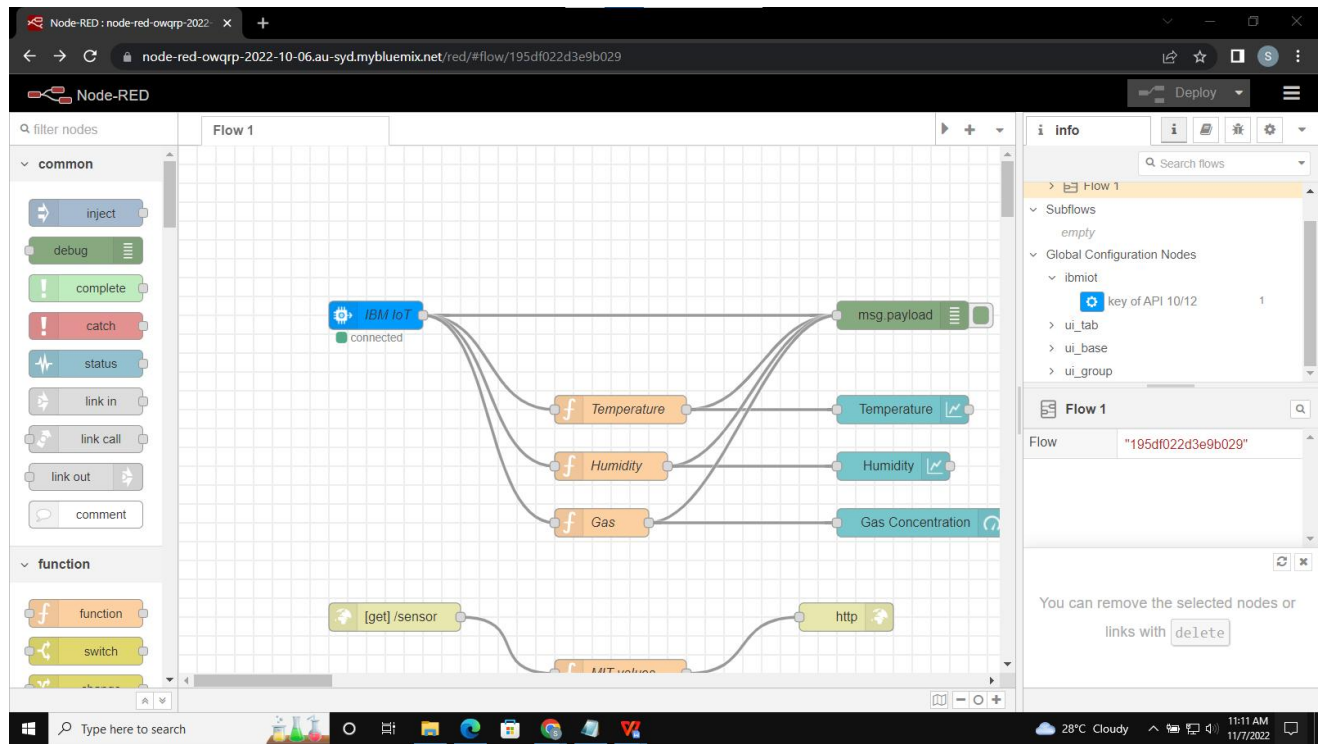 Node-RED : node-red-owqrp-2022-
node-red-owqrp-2022-10-06.au-syd.mybluemix.net/red/#flow/195df022d3e9b029
S
Node-RED
Deploy
filter nodes
Flow 1
i info
i
common
Search flows
Flow 1
inject
debug
complete
catch
status
link in
link call
link out
comment
function
function
switch
IBM IoT
connected
msg.payload
Temperature
Temperature
Humidity
Humidity
Gas
Gas Concentration
[get] /sensor
http
MIT values
Subflows
empty
Global Configuration Nodes
ibmiot
key of API 10/12 1
ui_tab
ui_base
ui_group
Flow 1
Flow "195df022d3e9b029"
You can remove the selected nodes or
links with delete
Type here to search
28°C Cloudy
11:11 AM
11/7/2022